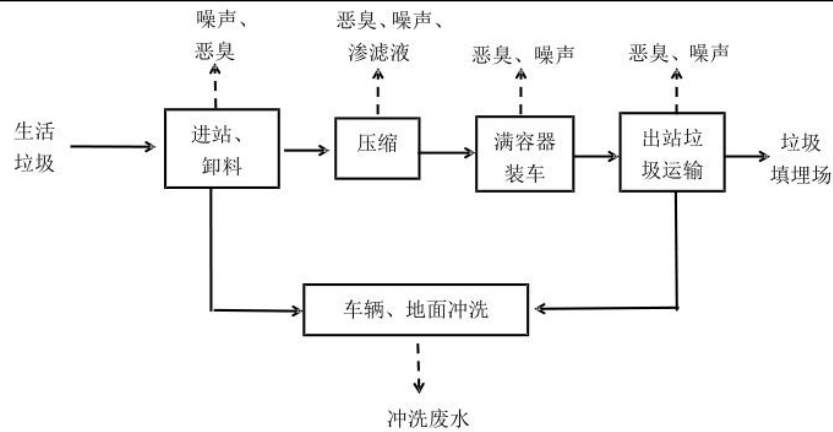 噪声、
恶臭
恶臭、噪声、
渗滤液
恶臭、噪声
恶臭、噪声
生活
垃圾
进站、
卸料
压缩
满容器
装车
出站垃
圾运输
垃圾
填埋场
车辆、地面冲洗
冲洗废水